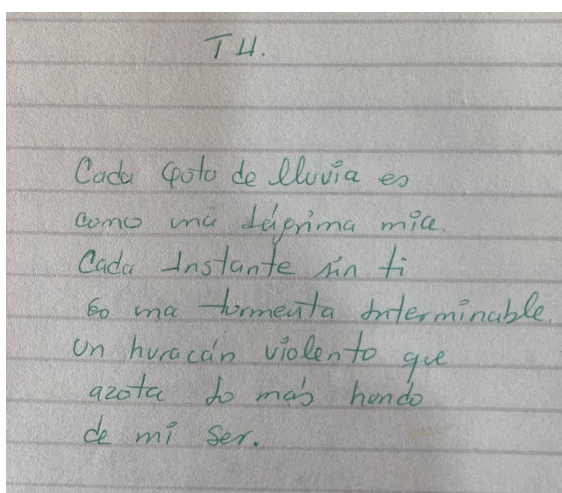 TU.
Cada gota de lluvia es
como una lágrima mía.
Cada Instante sin ti
es una tormenta interminable.
un huracán violento que
azota lo más hondo
de mi ser.